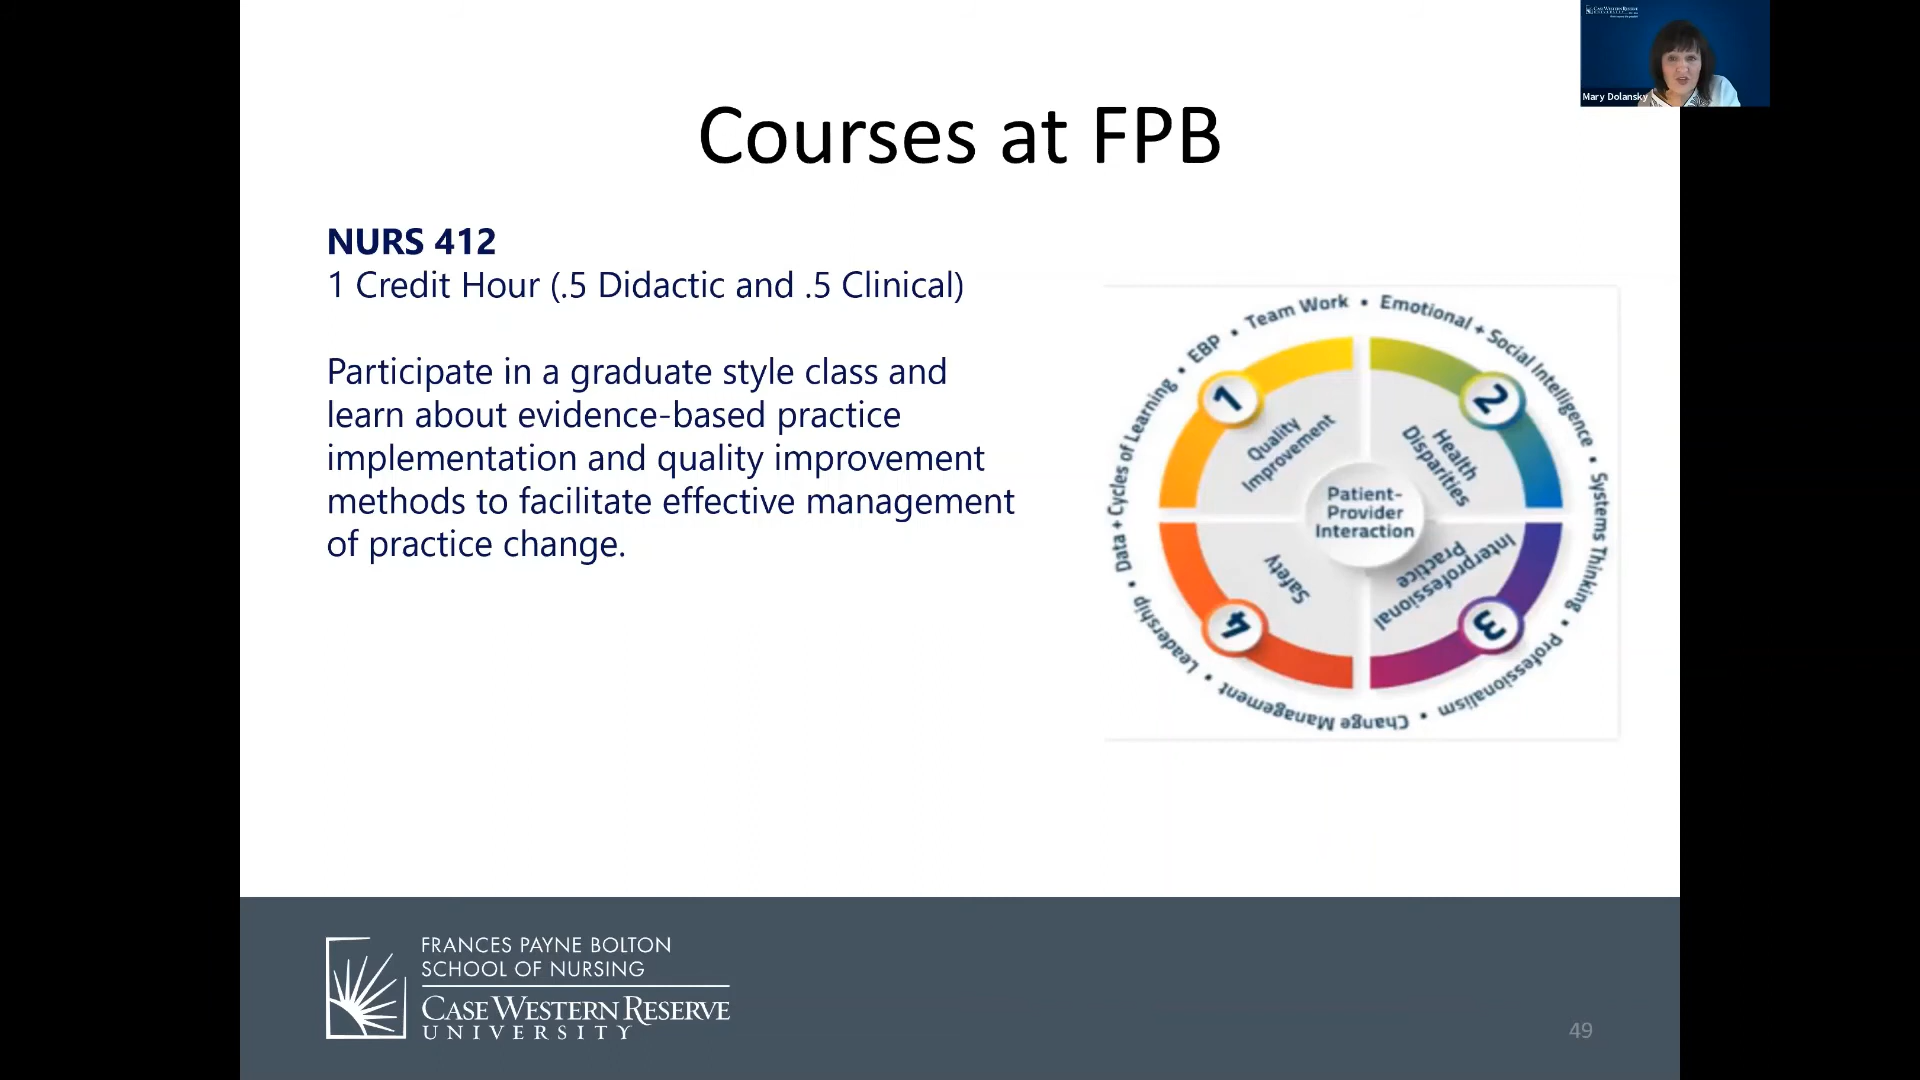 CASE WESTERN RESERVE
UNIVERSITY
Mary Dolansky
Courses at FPB
NURS 412
1 Credit Hour (.5 Didactic and .5 Clinical)
Participate in a graduate style class and
learn about evidence-based practice
implementation and quality improvement
methods to facilitate effective management
of practice change.
Data + Cycles of Learning • EBP • Team Work • Emotional + Social Intelligence • Systems Thinking • Professionalism • Change Management • Leadership •
1
Quality
Improvement
2
Health
Disparities
3
Interprofessional
Practice
4
Safety
Patient-
Provider
Interaction
FRANCES PAYNE BOLTON
SCHOOL OF NURSING
CASE WESTERN RESERVE
UNIVERSITY
49